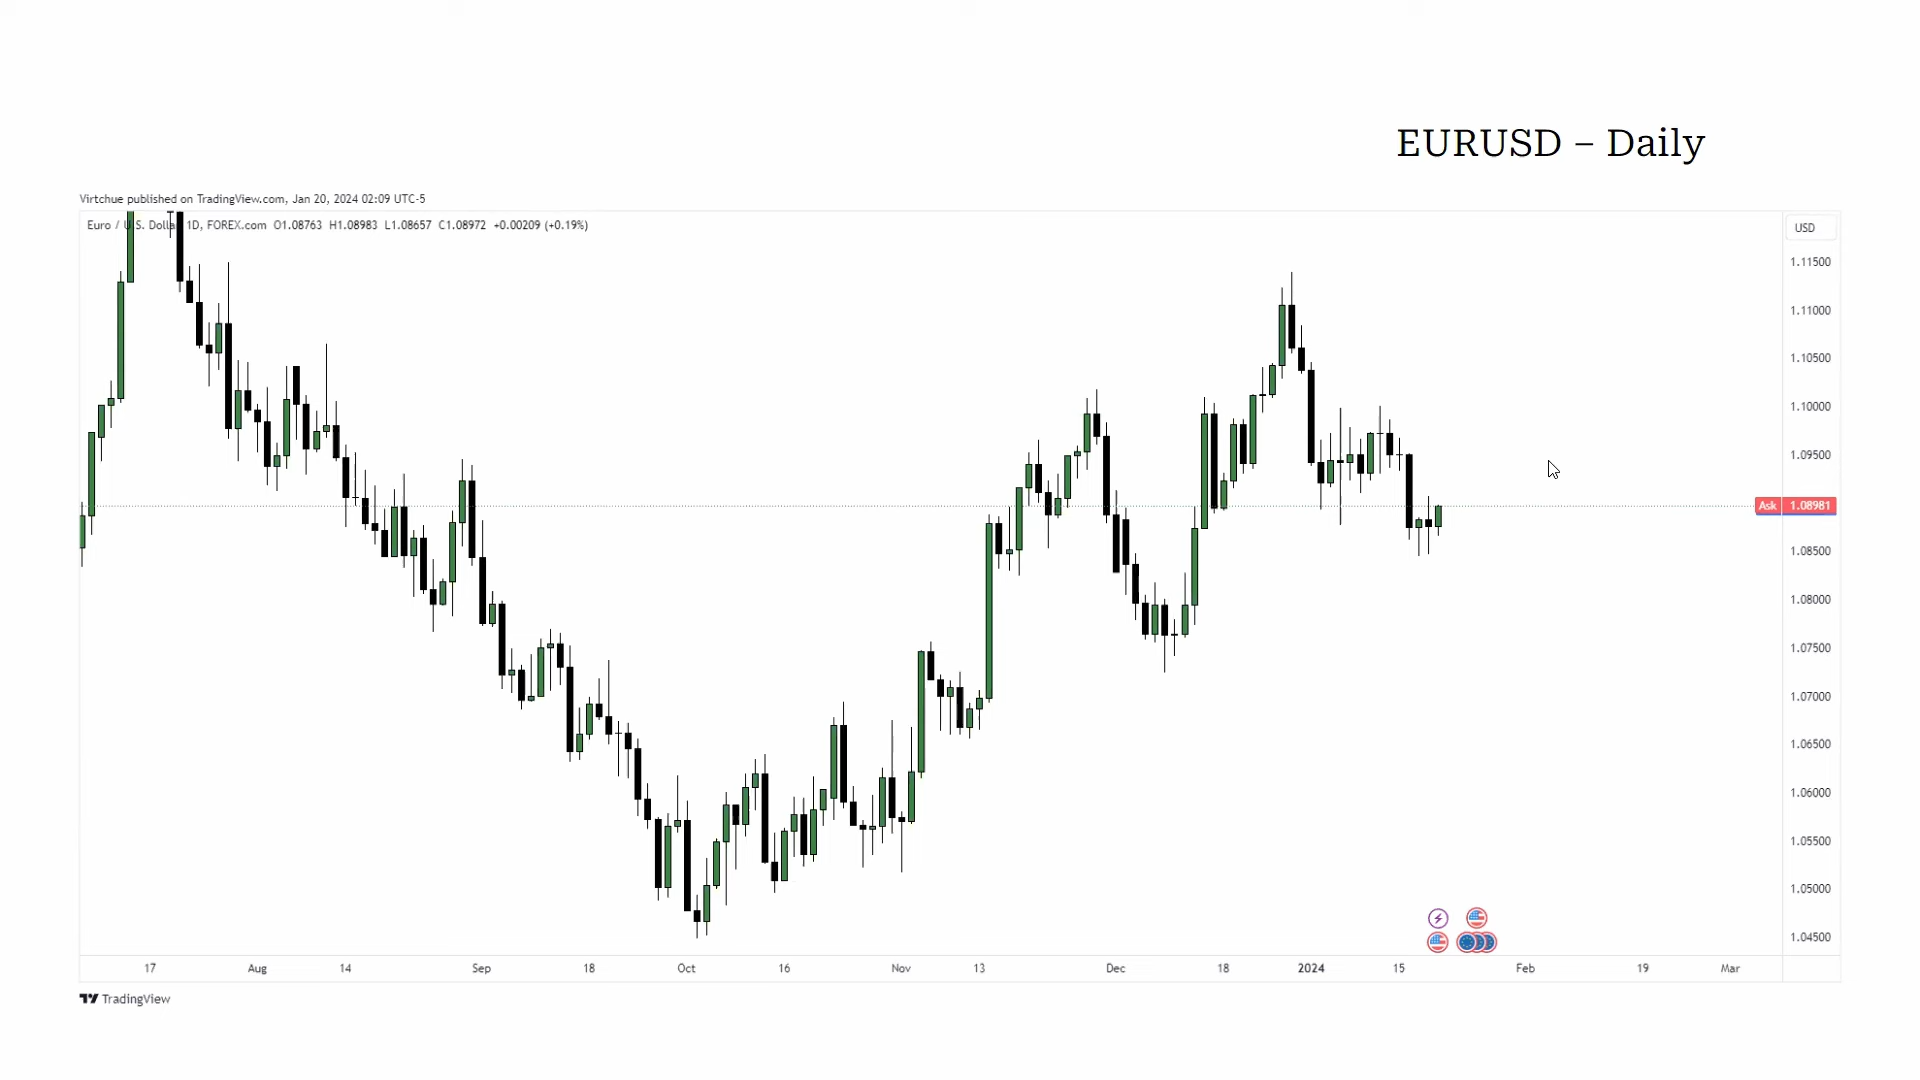 EURUSD – Daily
Virtchue published on TradingView.com, Jan 20, 2024 02:09 UTC-5
Euro / U.S. Dollar 1D, FOREX.com O1.08763 H1.08983 L1.08657 C1.08972 +0.00209 (+0.19%)
USD
1.11500
1.11000
1.10500
1.10000
1.09500
Ask 1.08981
1.08500
1.08000
1.07500
1.07000
1.06500
1.06000
1.05500
1.05000
1.04500
17 Aug 14 Sep 18 Oct 16 Nov 13 Dec 18 2024 15 Feb 19 Mar
TradingView